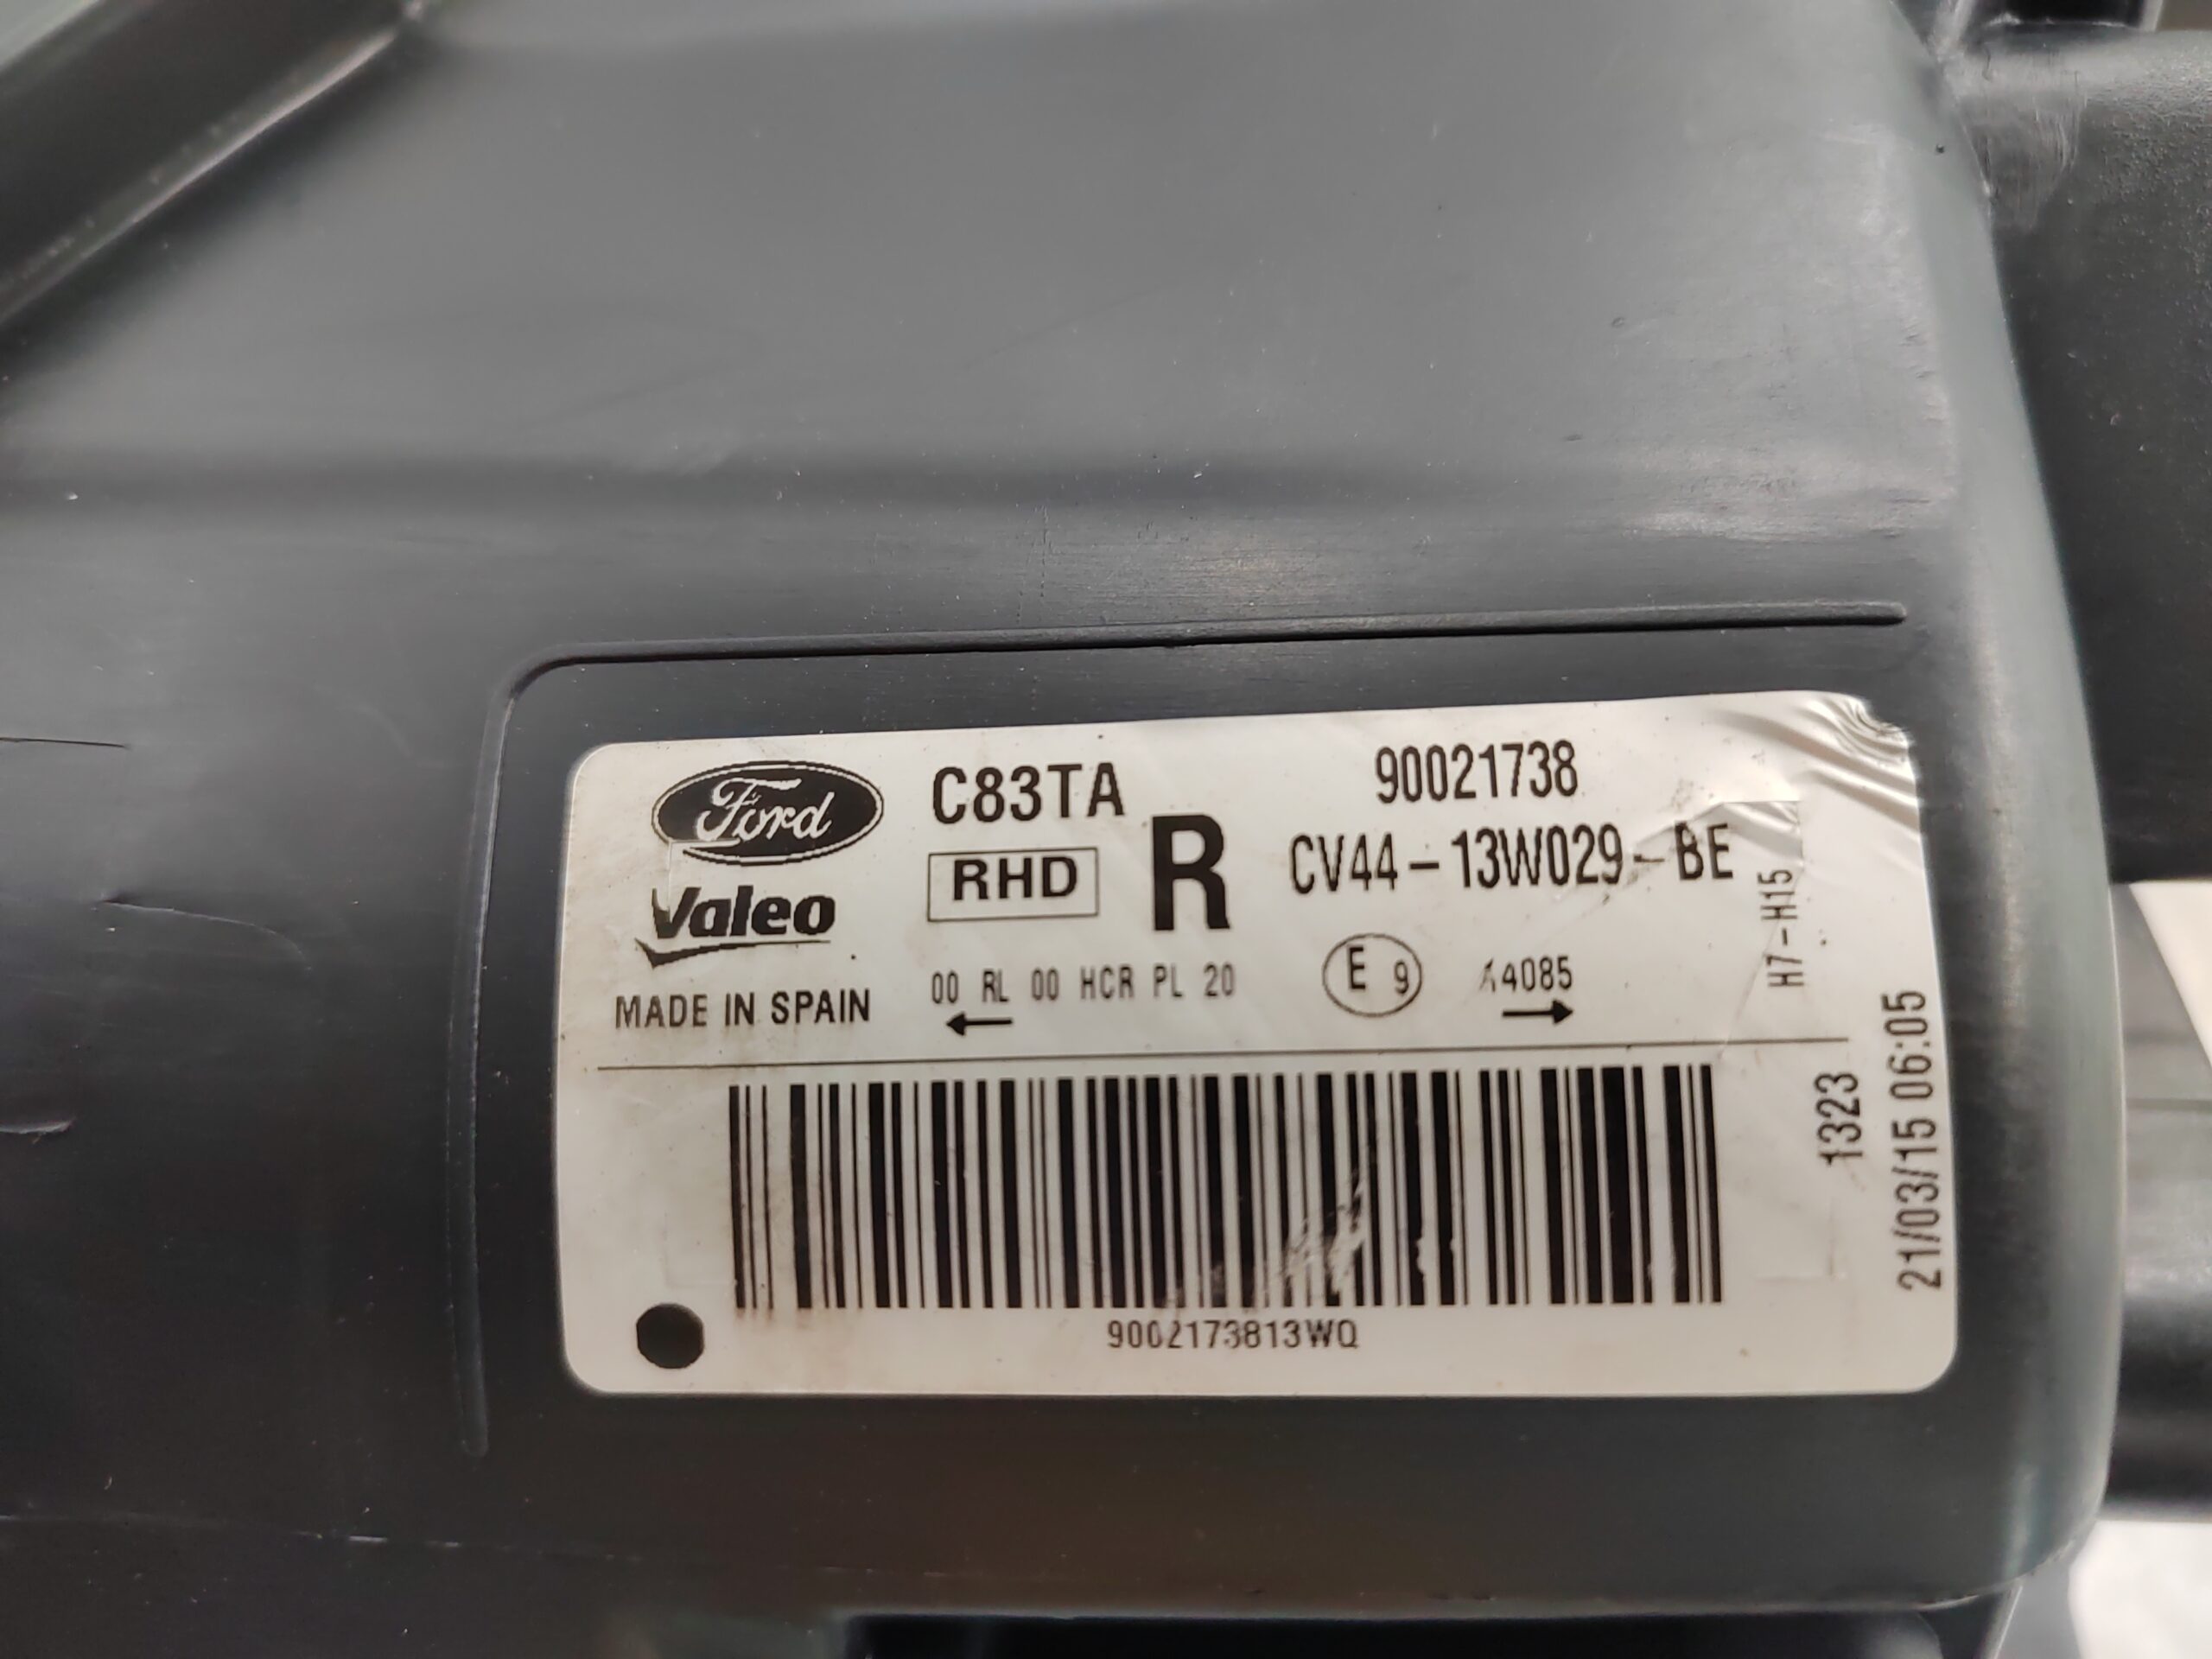 Ford
Valeo
MADE IN SPAIN
C83TA
RHD
R
90021738
CV44-13W029-BE
00 RL 00 HCR PL 20
E 9
A4085
H7-H15
1323
21/03/15 06:05
9002173813WQ